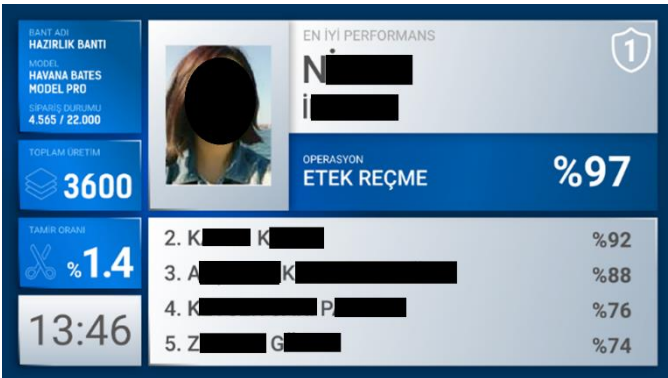 BANT ADI
HAZIRLIK BANTI
MODEL
HAVANA BATES
MODEL PRO
SİPARİŞ DURUMU
4.565 / 22.000
TOPLAM ÜRETİM
3600
TAMİR ORANI
%1.4
13:46
EN İYİ PERFORMANS
1
Nİ
İ
OPERASYON
ETEK REÇME
%97
2. K K %92
3. A K %88
4. K P %76
5. Z G %74